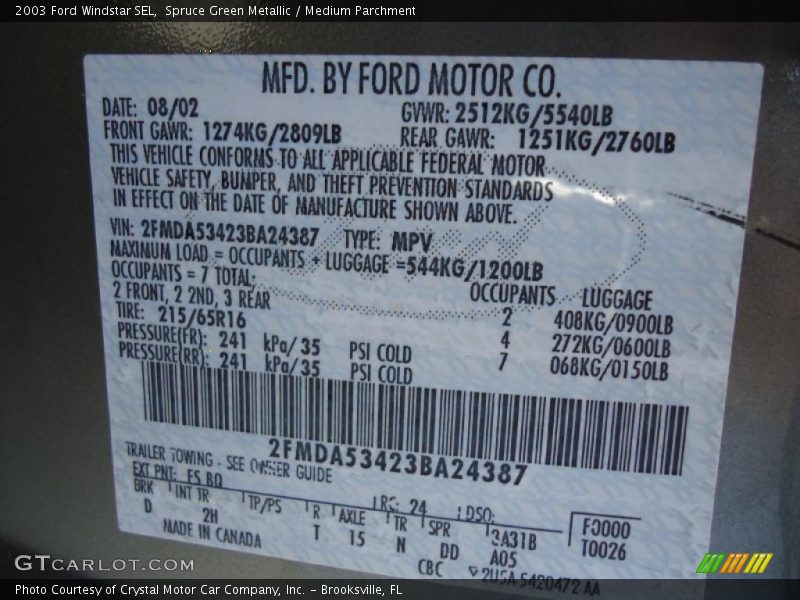 2003 Ford Windstar SEL, Spruce Green Metallic / Medium Parchment
MFD. BY FORD MOTOR CO.
DATE: 08/02 GVWR: 2512KG/5540LB
FRONT GAWR: 1274KG/2809LB REAR GAWR: 1251KG/2760LB
THIS VEHICLE CONFORMS TO ALL APPLICABLE FEDERAL MOTOR
VEHICLE SAFETY, BUMPER, AND THEFT PREVENTION STANDARDS
IN EFFECT ON THE DATE OF MANUFACTURE SHOWN ABOVE.
VIN: 2FMDA53423BA24387 TYPE: MPV
MAXIMUM LOAD = OCCUPANTS + LUGGAGE =544KG/1200LB
OCCUPANTS = 7 TOTAL: OCCUPANTS LUGGAGE
2 FRONT, 2 2ND, 3 REAR 2 408KG/0900LB
TIRE: 215/65R16 4 272KG/0600LB
PRESSURE(FR): 241 kPa/35 PSI COLD 7 068KG/0150LB
PRESSURE(RR): 241 kPa/35 PSI COLD
2FMDA53423BA24387
TRAILER TOWING - SEE OWNER GUIDE
EXT PNT: FS BQ RC: 24 DSO: F0000
BRK INT TR TP/PS R AXLE TR SPR 3A31B T0026
D 2H T 15 N DD A05
MADE IN CANADA CBC 2USA-5420472-AA
GTCARLOT.COM
Photo Courtesy of Crystal Motor Car Company, Inc. – Brooksville, FL